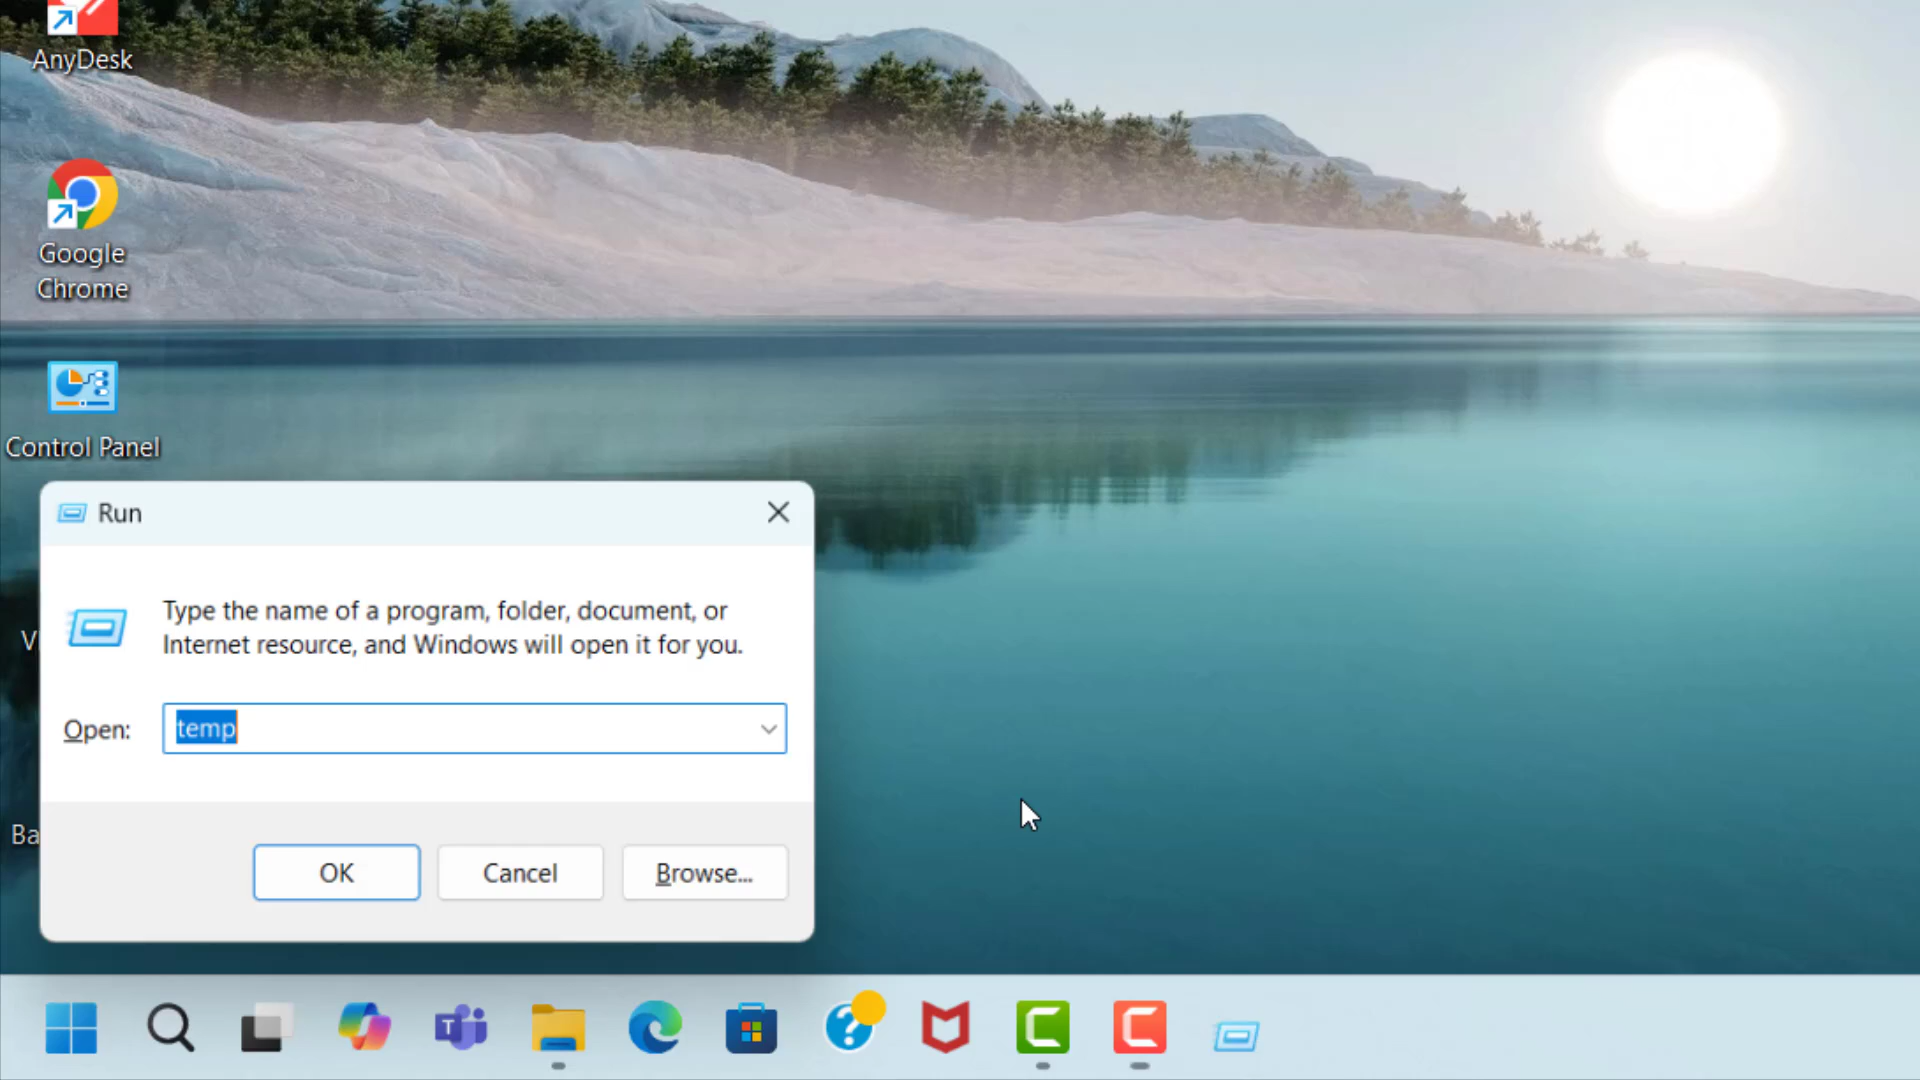 AnyDesk
Google
Chrome
Control Panel
Run
Type the name of a program, folder, document, or
Internet resource, and Windows will open it for you.
Open:
temp
OK
Cancel
Browse...